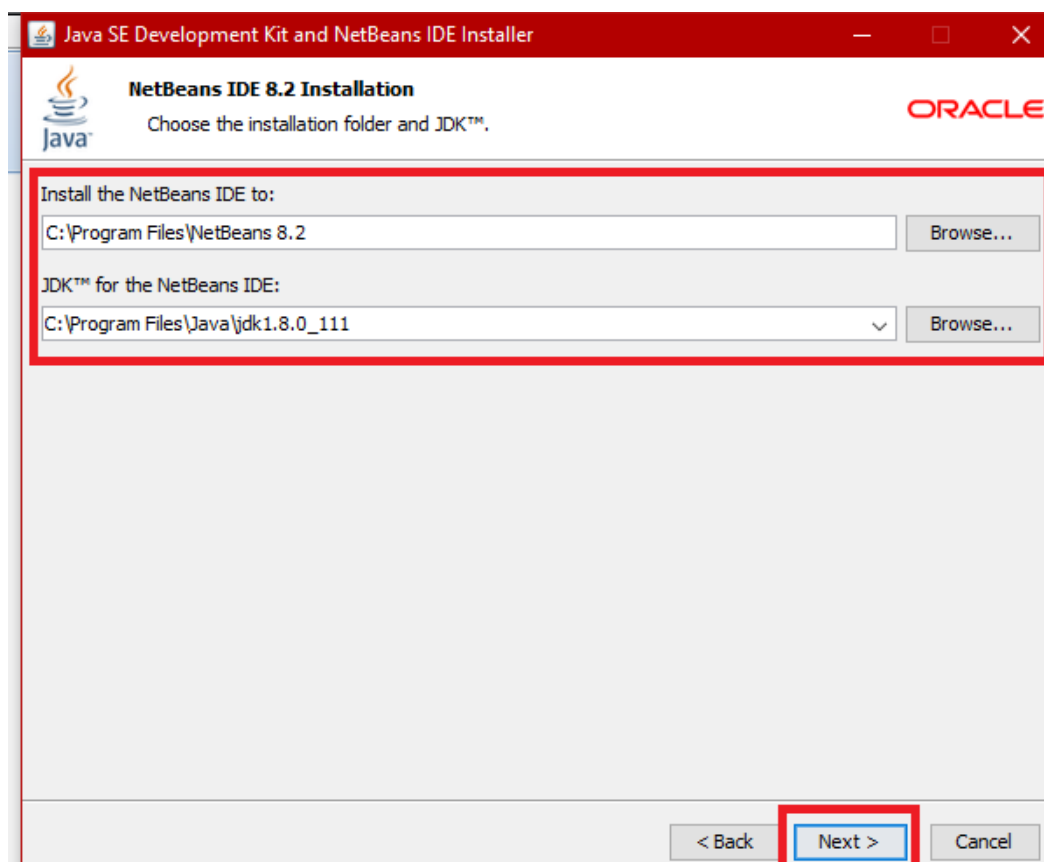 Java SE Development Kit and NetBeans IDE Installer
NetBeans IDE 8.2 Installation
Choose the installation folder and JDK™.
Java™
ORACLE
Install the NetBeans IDE to:
C:\Program Files\NetBeans 8.2
Browse...
JDK™ for the NetBeans IDE:
C:\Program Files\Java\jdk1.8.0_111
Browse...
< Back
Next >
Cancel